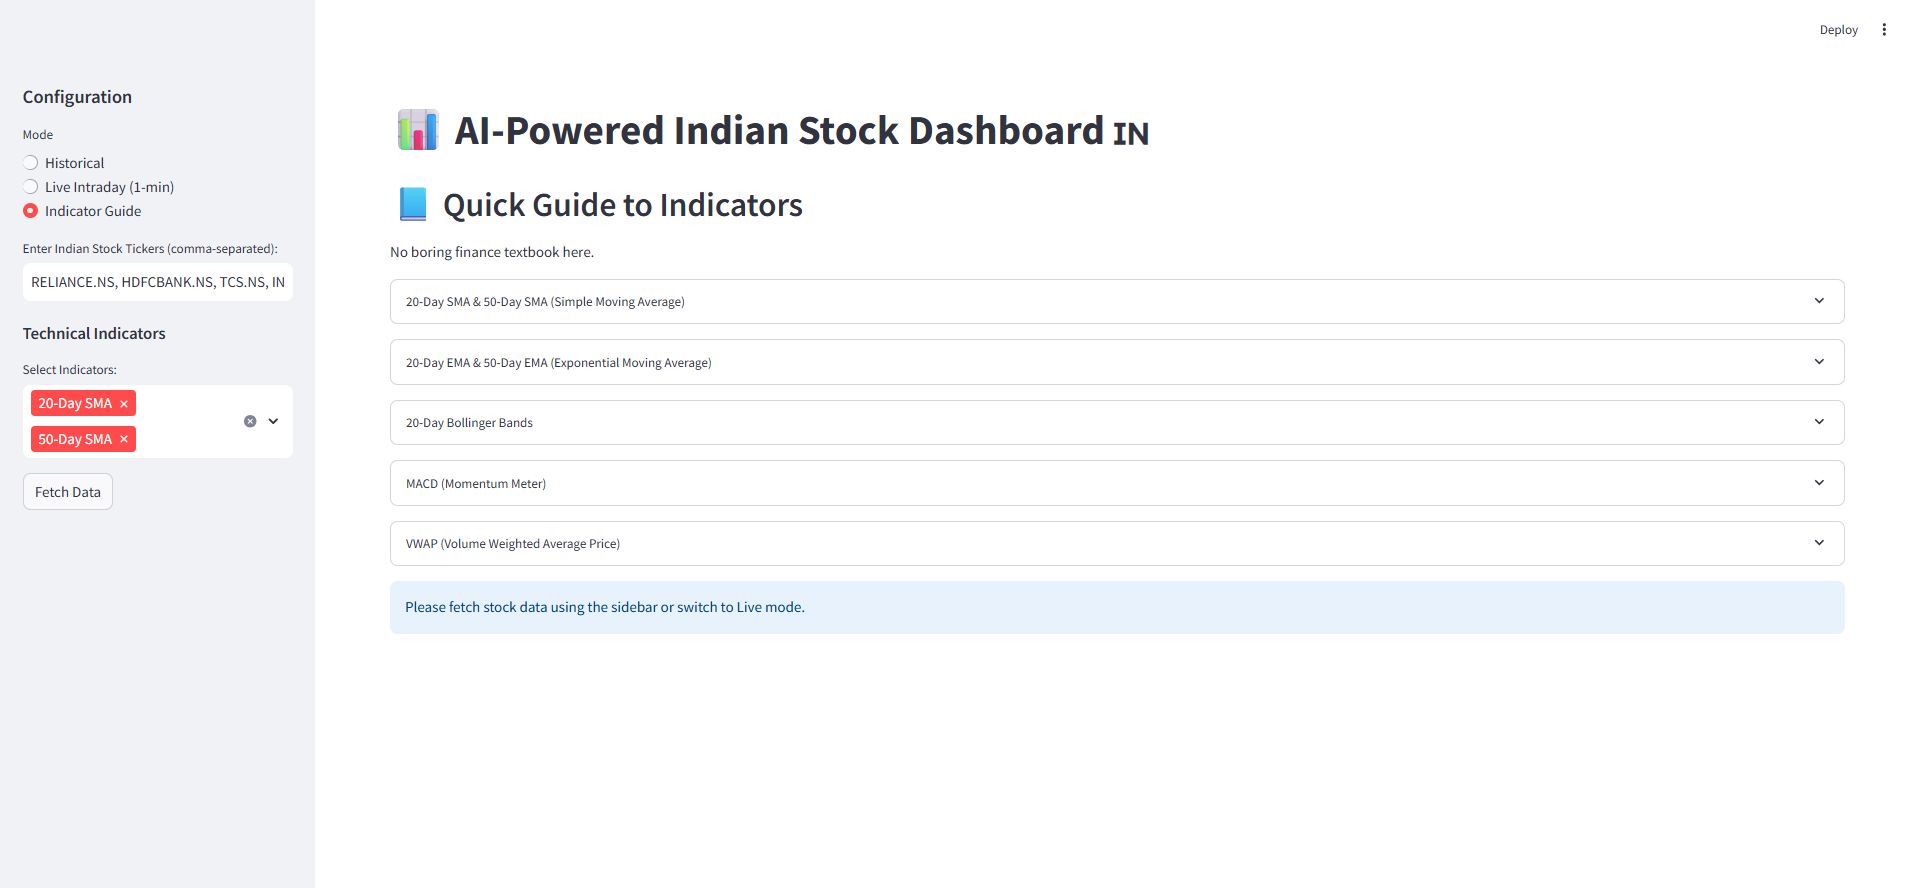 Deploy
Configuration
Mode
Historical
Live Intraday (1-min)
Indicator Guide
Enter Indian Stock Tickers (comma-separated):
RELIANCE.NS, HDFCBANK.NS, TCS.NS, IN
Technical Indicators
Select Indicators:
20-Day SMA ×
50-Day SMA ×
Fetch Data
AI-Powered Indian Stock Dashboard IN
Quick Guide to Indicators
No boring finance textbook here.
20-Day SMA & 50-Day SMA (Simple Moving Average)
20-Day EMA & 50-Day EMA (Exponential Moving Average)
20-Day Bollinger Bands
MACD (Momentum Meter)
VWAP (Volume Weighted Average Price)
Please fetch stock data using the sidebar or switch to Live mode.